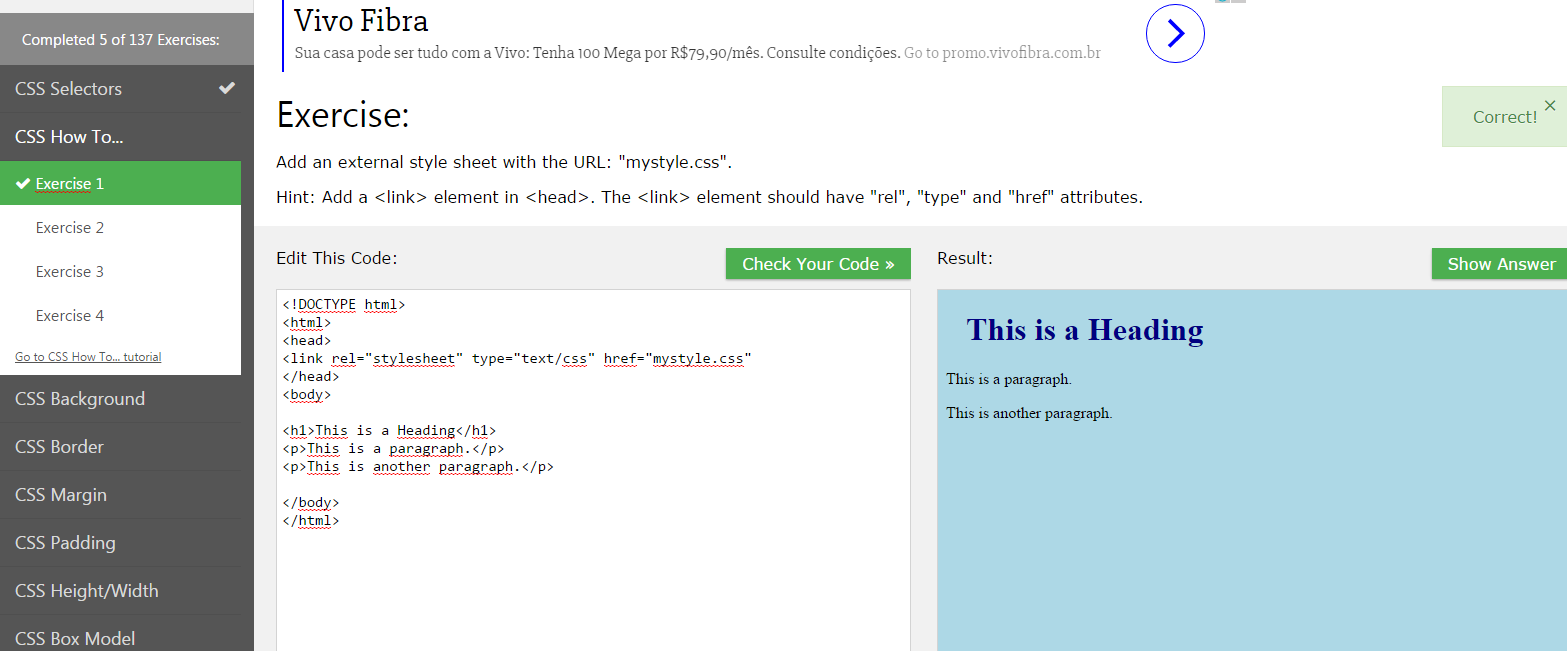 Completed 5 of 137 Exercises:
CSS Selectors
CSS How To...
Exercise 1
Exercise 2
Exercise 3
Exercise 4
Go to CSS How To... tutorial
CSS Background
CSS Border
CSS Margin
CSS Padding
CSS Height/Width
CSS Box Model
Vivo Fibra
Sua casa pode ser tudo com a Vivo: Tenha 100 Mega por R$79,90/mês. Consulte condições. Go to promo.vivofibra.com.br
Exercise:
Correct! ×
Add an external style sheet with the URL: "mystyle.css".
Hint: Add a <link> element in <head>. The <link> element should have "rel", "type" and "href" attributes.
Edit This Code:
Check Your Code »
<!DOCTYPE html>
<html>
<head>
<link rel="stylesheet" type="text/css" href="mystyle.css"
</head>
<body>
<h1>This is a Heading</h1>
<p>This is a paragraph.</p>
<p>This is another paragraph.</p>
</body>
</html>
Result:
Show Answer
This is a Heading
This is a paragraph.
This is another paragraph.